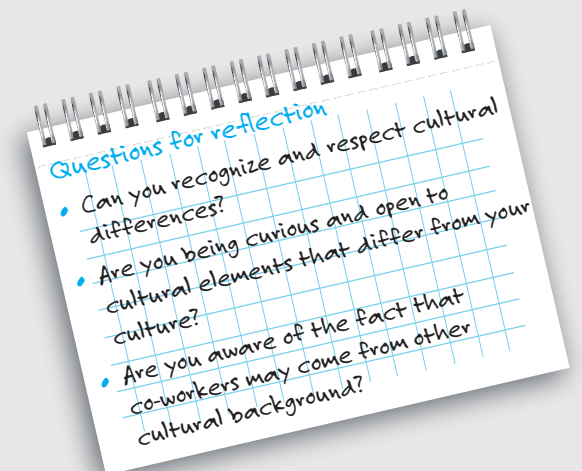 Questions for reflection
• Can you recognize and respect cultural
differences?
• Are you being curious and open to
cultural elements that differ from your
culture?
• Are you aware of the fact that
co-workers may come from other
cultural background?